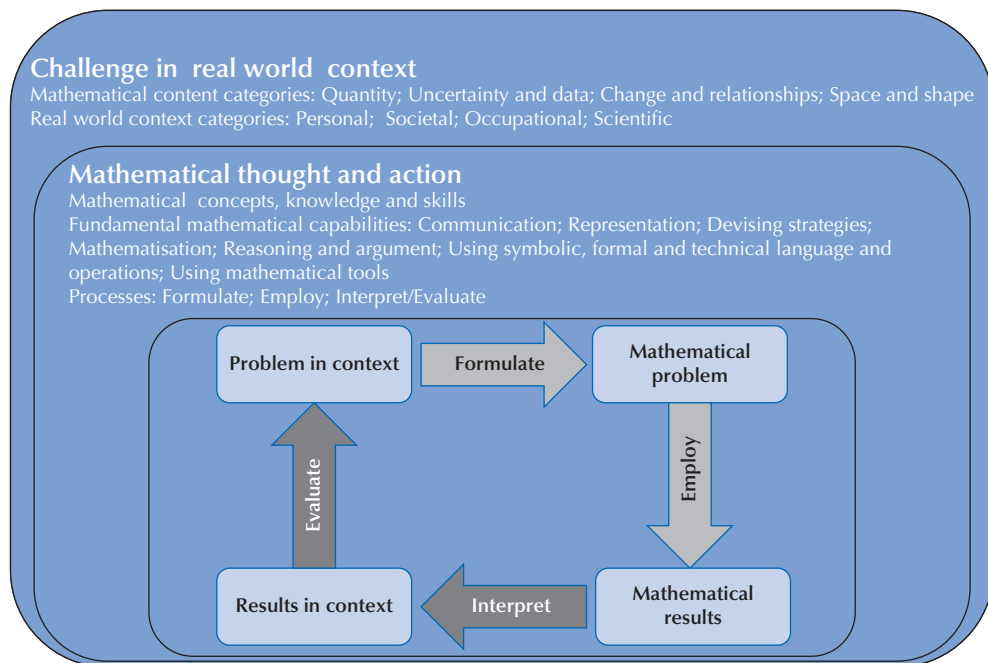 Challenge in real world context
Mathematical content categories: Quantity; Uncertainty and data; Change and relationships; Space and shape
Real world context categories: Personal; Societal; Occupational; Scientific
Mathematical thought and action
Mathematical concepts, knowledge and skills
Fundamental mathematical capabilities: Communication; Representation; Devising strategies;
Mathematisation; Reasoning and argument; Using symbolic, formal and technical language and
operations; Using mathematical tools
Processes: Formulate; Employ; Interpret/Evaluate
Problem in context
Formulate
Mathematical
problem
Employ
Evaluate
Results in context
Interpret
Mathematical
results